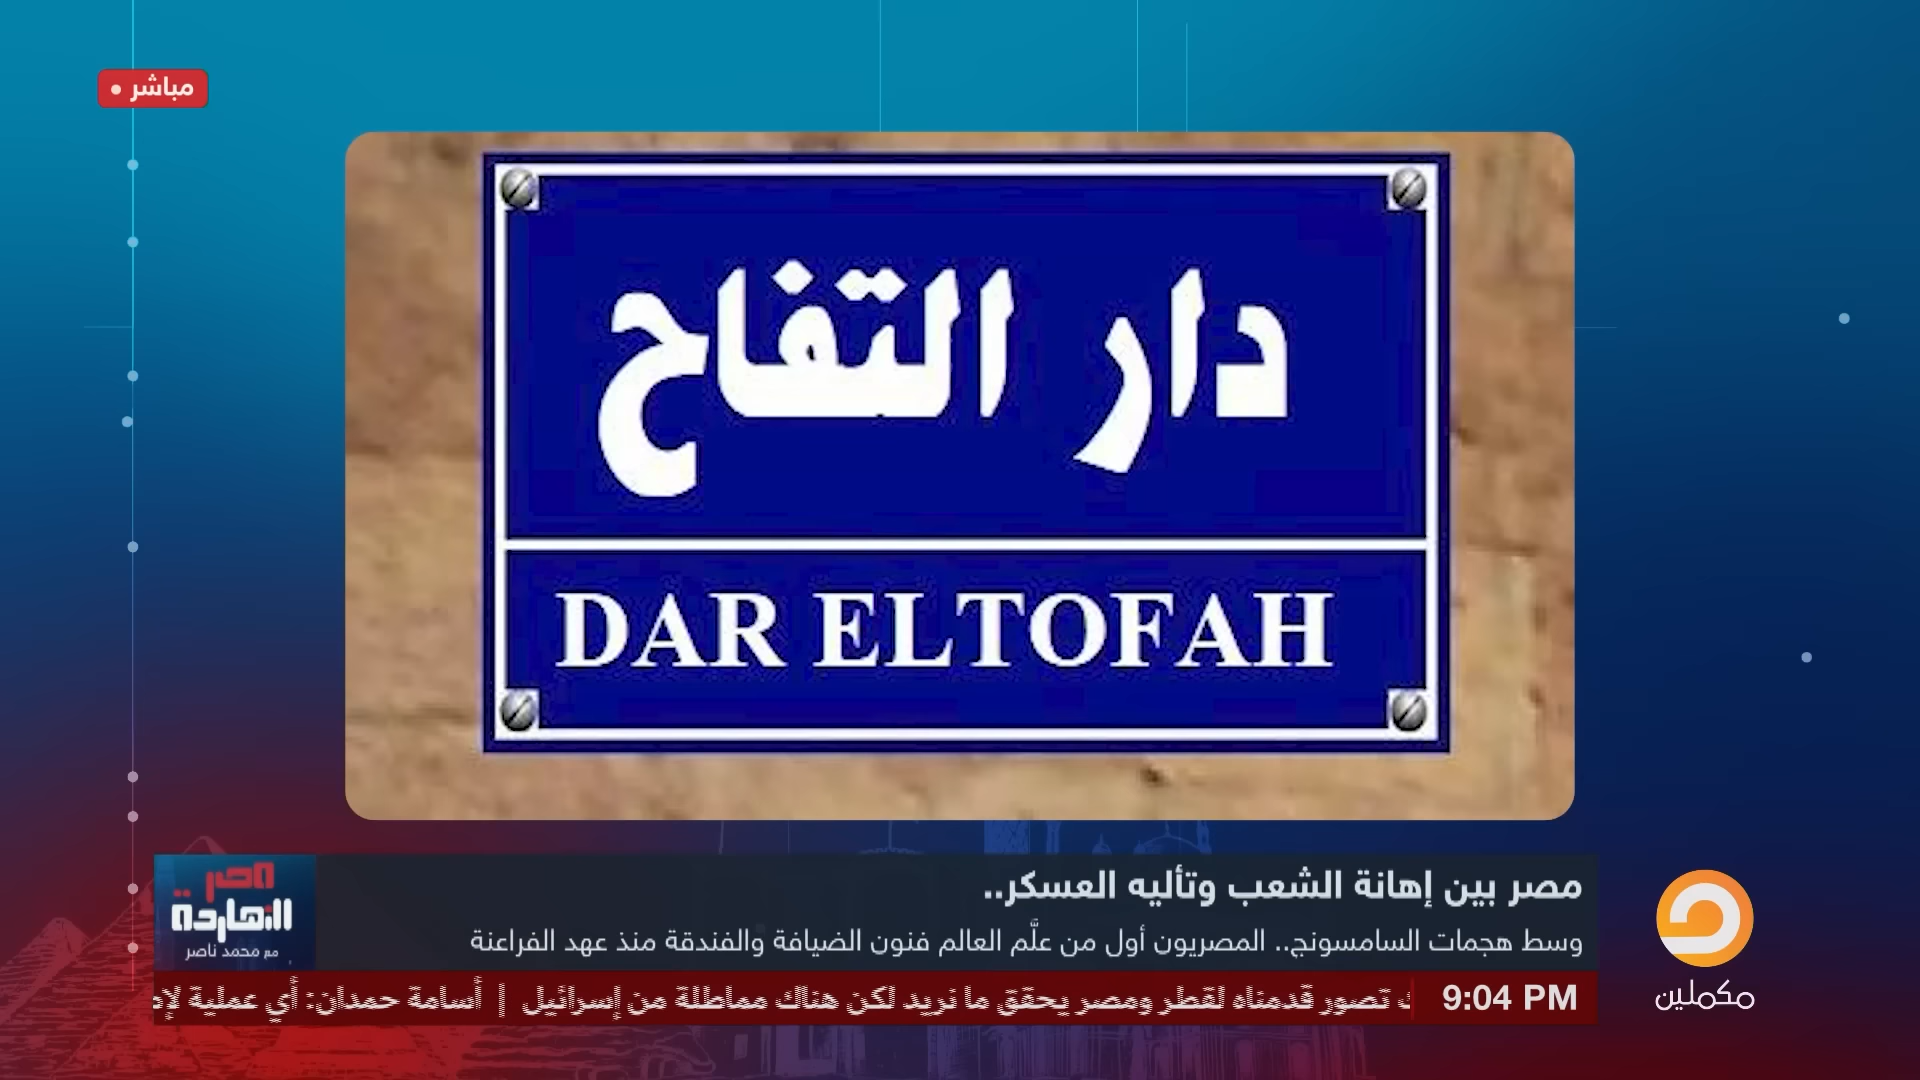 مباشر
دار التفاح
DAR ELTOFAH
مصر بين إهانة الشعب وتأليه العسكر..
وسط هجمات السامسونج.. المصريون أول من علَّم العالم فنون الضيافة والفندقة منذ عهد الفراعنة
مصر النهاردة
مع محمد ناصر
9:04 PM
تصور قدمناه لقطر ومصر يحقق ما نريد لكن هناك مماطلة من إسرائيل | أسامة حمدان: أي عملية
مكملين